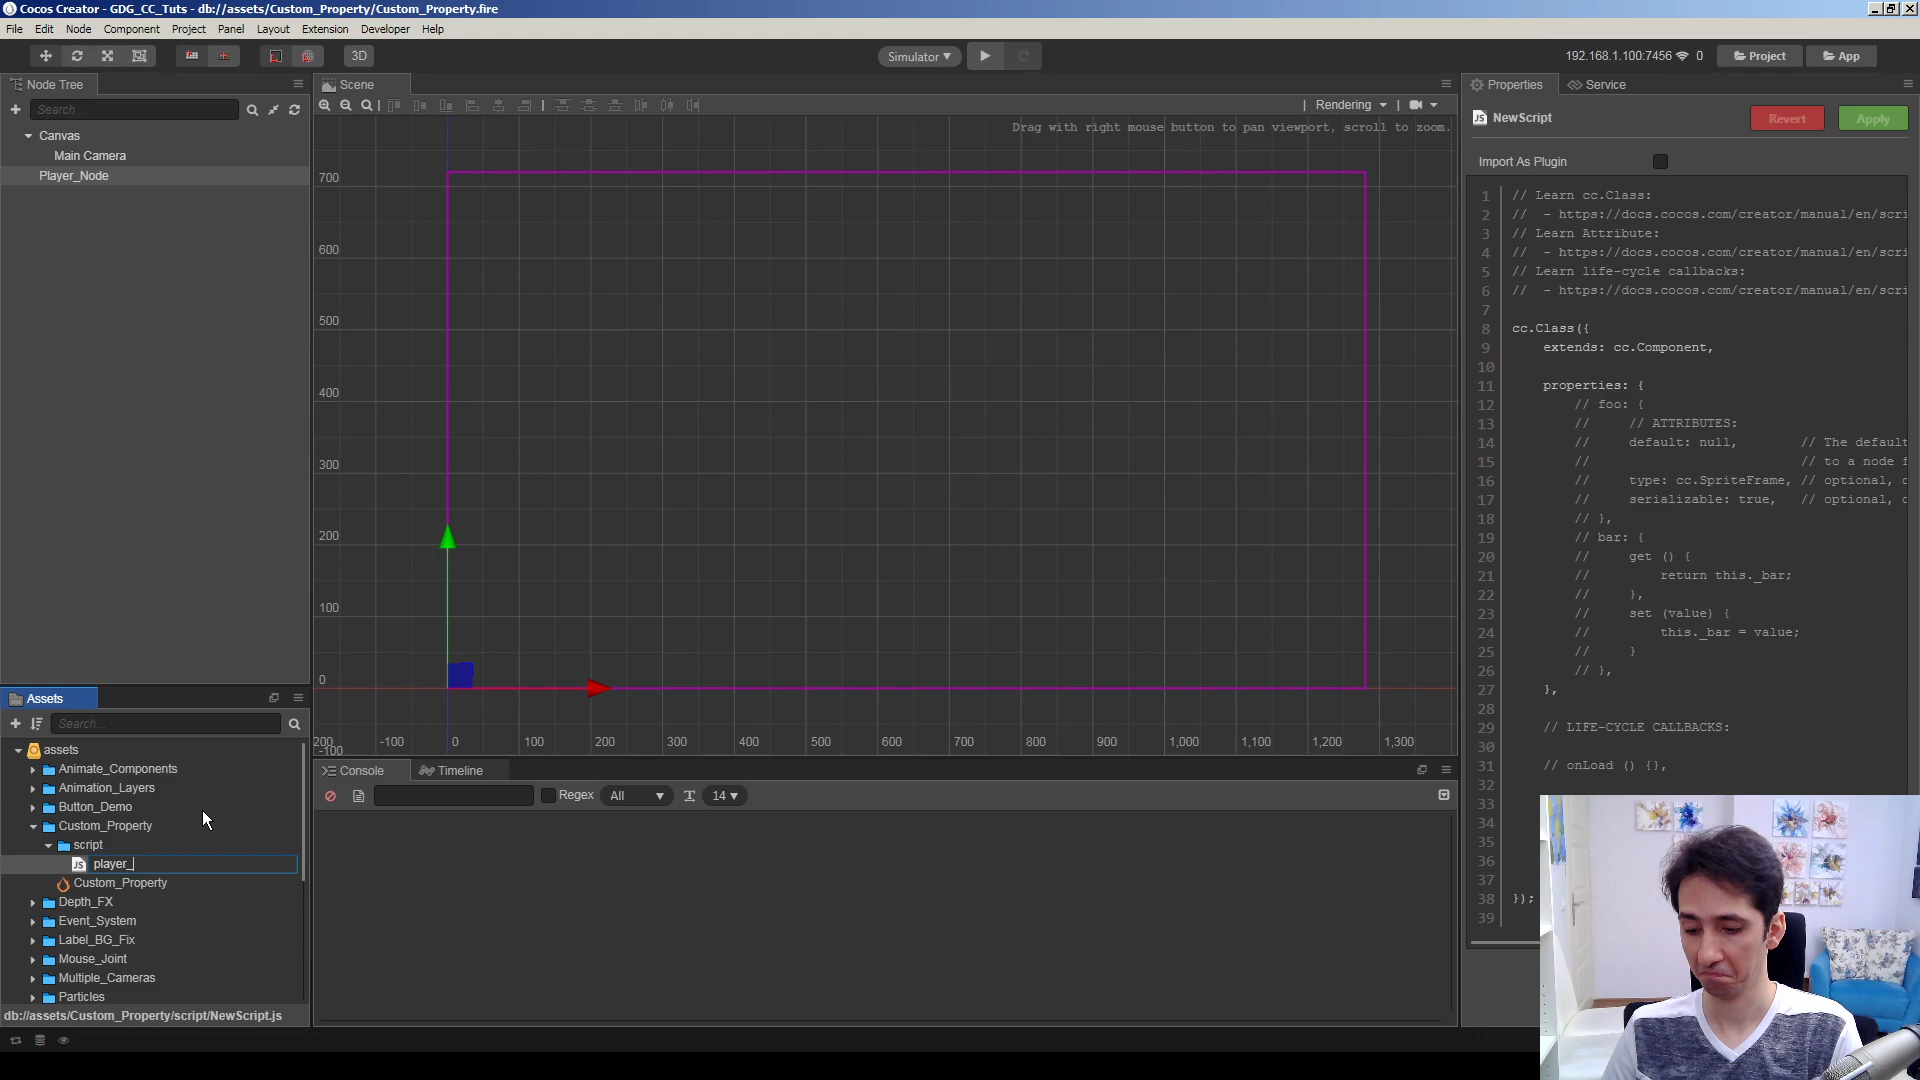 Cocos Creator - GDG_CC_Tuts - db://assets/Custom_Property/Custom_Property.fire
File Edit Node Component Project Panel Layout Extension Developer Help
3D
Simulator
192.168.1.100:7456 0
Project
App
Node Tree
Search...
Canvas
Main Camera
Player_Node
Scene
Rendering
Drag with right mouse button to pan viewport, scroll to zoom.
700
600
500
400
300
200
100
0
-100
200 -100 0 100 200 300 400 500 600 700 800 900 1,000 1,100 1,200 1,300
Properties
Service
NewScript
Revert
Apply
Import As Plugin
1 // Learn cc.Class:
2 // - https://docs.cocos.com/creator/manual/en/scri
3 // Learn Attribute:
4 // - https://docs.cocos.com/creator/manual/en/scri
5 // Learn life-cycle callbacks:
6 // - https://docs.cocos.com/creator/manual/en/scri
7
8 cc.Class({
9 extends: cc.Component,
10
11 properties: {
12 // foo: {
13 // // ATTRIBUTES:
14 // default: null, // The default
15 // // to a node f
16 // type: cc.SpriteFrame, // optional, d
17 // serializable: true, // optional, d
18 // },
19 // bar: {
20 // get () {
21 // return this._bar;
22 // },
23 // set (value) {
24 // this._bar = value;
25 // }
26 // },
27 },
28
29 // LIFE-CYCLE CALLBACKS:
30
31 // onLoad () {},
32
33
34
35
36
37
38 });
39
Assets
Search...
assets
Animate_Components
Animation_Layers
Button_Demo
Custom_Property
script
JS player_
Custom_Property
Depth_FX
Event_System
Label_BG_Fix
Mouse_Joint
Multiple_Cameras
Particles
db://assets/Custom_Property/script/NewScript.js
Console
Timeline
Regex
All
14